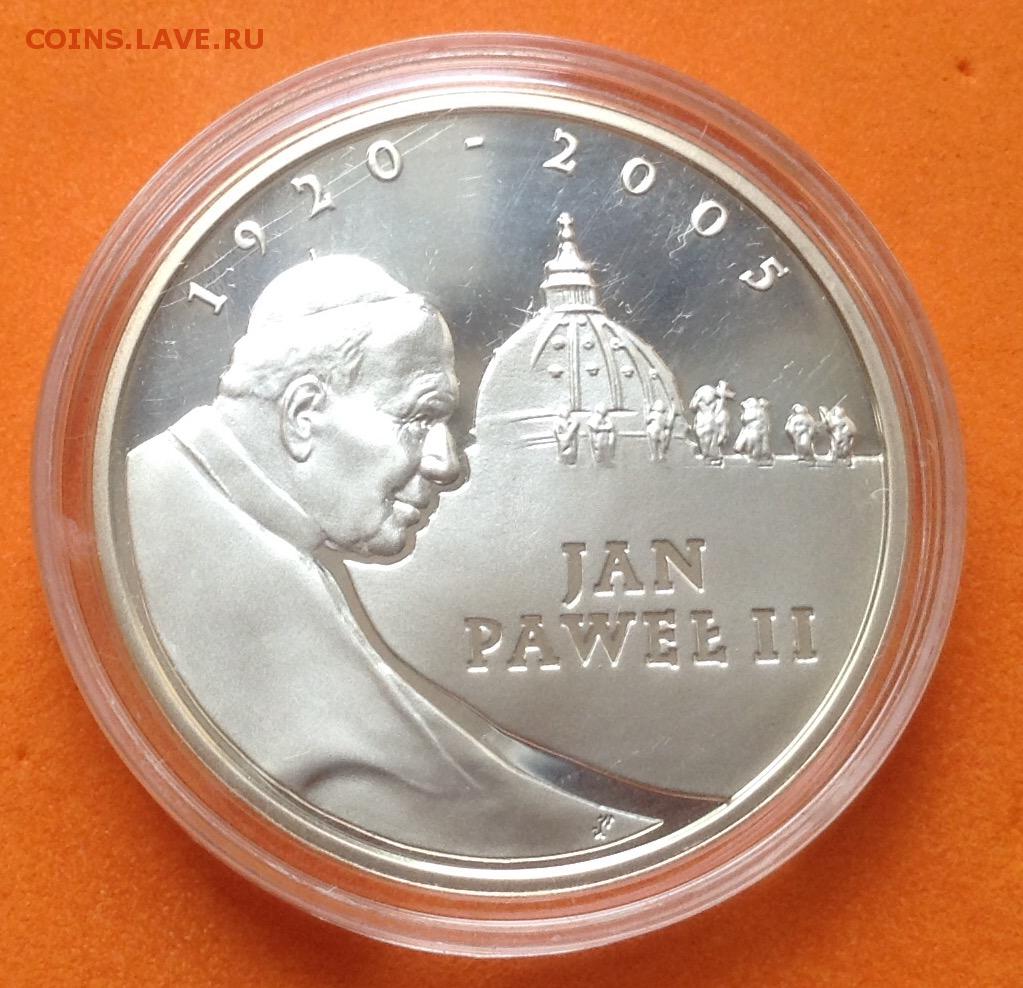 COINS.LAVE.RU
1920-2005
JAN
PAWEŁ II